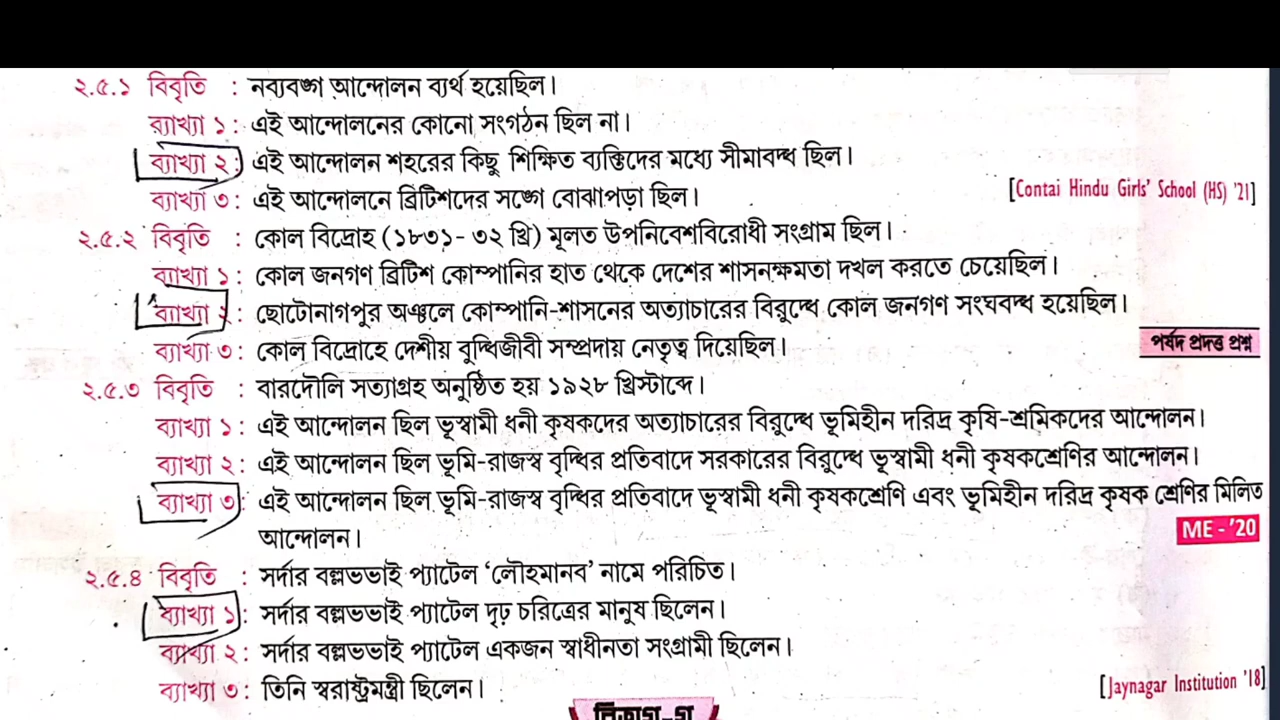 ২.৫.১ বিবৃতি : নব্যবঙ্গ আন্দোলন ব্যর্থ হয়েছিল।
ব্যাখ্যা ১ : এই আন্দোলনের কোনো সংগঠন ছিল না।
ব্যাখ্যা ২ : এই আন্দোলন শহরের কিছু শিক্ষিত ব্যক্তিদের মধ্যে সীমাবদ্ধ ছিল।
ব্যাখ্যা ৩ : এই আন্দোলনে ব্রিটিশদের সঙ্গে বোঝাপড়া ছিল। [Contai Hindu Girls' School (HS) '21]
২.৫.২ বিবৃতি : কোল বিদ্রোহ (১৮৩১-৩২ খ্রি) মূলত উপনিবেশবিরোধী সংগ্রাম ছিল।
ব্যাখ্যা ১ : কোল জনগণ ব্রিটিশ কোম্পানির হাত থেকে দেশের শাসনক্ষমতা দখল করতে চেয়েছিল।
ব্যাখ্যা ২ : ছোটোনাগপুর অঞ্চলে কোম্পানি-শাসনের অত্যাচারের বিরুদ্ধে কোল জনগণ সংঘবদ্ধ হয়েছিল।
ব্যাখ্যা ৩ : কোল বিদ্রোহে দেশীয় বুদ্ধিজীবী সম্প্রদায় নেতৃত্ব দিয়েছিল। পর্ষদ প্রদত্ত প্রশ্ন
২.৫.৩ বিবৃতি : বারদৌলি সত্যাগ্রহ অনুষ্ঠিত হয় ১৯২৮ খ্রিস্টাব্দে।
ব্যাখ্যা ১ : এই আন্দোলন ছিল ভূস্বামী ধনী কৃষকদের অত্যাচারের বিরুদ্ধে ভূমিহীন দরিদ্র কৃষি-শ্রমিকদের আন্দোলন।
ব্যাখ্যা ২ : এই আন্দোলন ছিল ভূমি-রাজস্ব বৃদ্ধির প্রতিবাদে সরকারের বিরুদ্ধে ভূস্বামী ধনী কৃষকশ্রেণির আন্দোলন।
ব্যাখ্যা ৩ : এই আন্দোলন ছিল ভূমি-রাজস্ব বৃদ্ধির প্রতিবাদে ভূস্বামী ধনী কৃষকশ্রেণি এবং ভূমিহীন দরিদ্র কৃষক শ্রেণির মিলিত
আন্দোলন। ME - '20
২.৫.৪ বিবৃতি : সর্দার বল্লভভাই প্যাটেল ‘লৌহমানব’ নামে পরিচিত।
ব্যাখ্যা ১ : সর্দার বল্লভভাই প্যাটেল দৃঢ় চরিত্রের মানুষ ছিলেন।
ব্যাখ্যা ২ : সর্দার বল্লভভাই প্যাটেল একজন স্বাধীনতা সংগ্রামী ছিলেন।
ব্যাখ্যা ৩ : তিনি স্বরাষ্ট্রমন্ত্রী ছিলেন। [Jaynagar Institution '18]
বিভাগ-গ